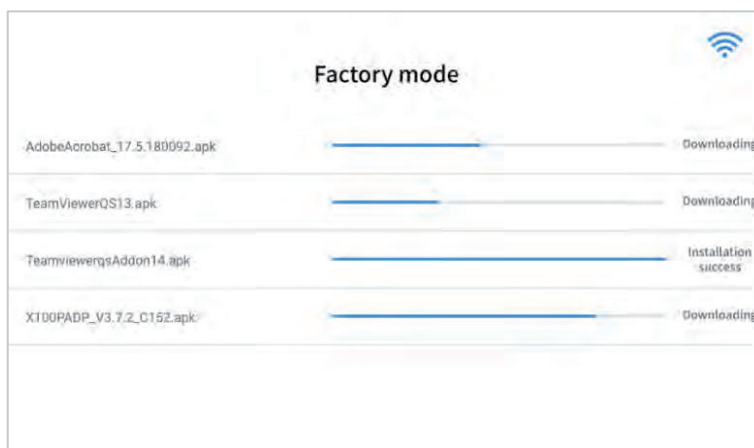 Factory mode
AdobeAcrobat_17.5.180092.apk
Downloading
TeamViewerQS13.apk
Downloading
TeamviewerqsAddon14.apk
Installation
success
X100PADP_V3.7.2_C152.apk
Downloading